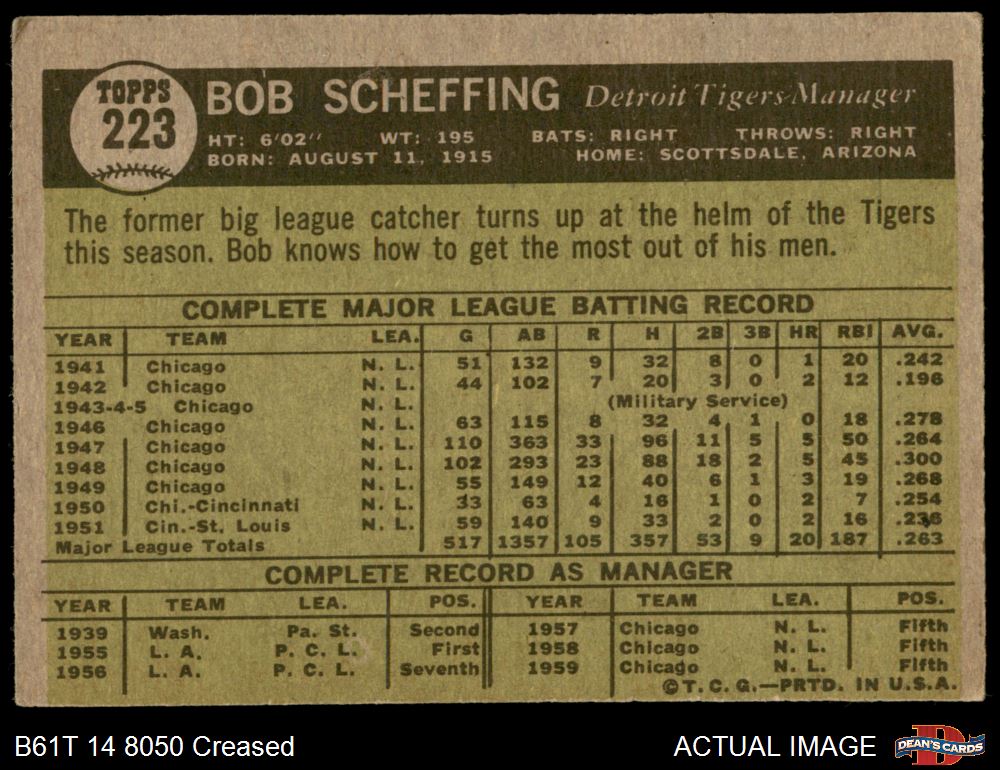 TOPPS
223
BOB SCHEFFING Detroit Tigers-Manager
HT: 6'02" WT: 195 BATS: RIGHT THROWS: RIGHT
BORN: AUGUST 11, 1915 HOME: SCOTTSDALE, ARIZONA
The former big league catcher turns up at the helm of the Tigers
this season. Bob knows how to get the most out of his men.
COMPLETE MAJOR LEAGUE BATTING RECORD
YEAR TEAM LEA. G AB R H 2B 3B HR RBI AVG.
1941 Chicago N. L. 51 132 9 32 8 0 1 20 .242
1942 Chicago N. L. 44 102 7 20 3 0 2 12 .196
1943-4-5 Chicago N. L. (Military Service)
1946 Chicago N. L. 63 115 8 32 4 1 0 18 .278
1947 Chicago N. L. 110 363 33 96 11 5 5 50 .264
1948 Chicago N. L. 102 293 23 88 18 2 5 45 .300
1949 Chicago N. L. 55 149 12 40 6 1 3 19 .268
1950 Chi.-Cincinnati N. L. 33 63 4 16 1 0 2 7 .254
1951 Cin.-St. Louis N. L. 59 140 9 33 2 0 2 16 .236
Major League Totals 517 1357 105 357 53 9 20 187 .263
COMPLETE RECORD AS MANAGER
YEAR TEAM LEA. POS. YEAR TEAM LEA. POS.
1939 Wash. Pa. St. Second 1957 Chicago N. L. Fifth
1955 L. A. P. C. L. First 1958 Chicago N. L. Fifth
1956 L. A. P. C. L. Seventh 1959 Chicago N. L. Fifth
©T. C. G.—PRTD. IN U.S.A.
B61T 14 8050 Creased ACTUAL IMAGE DEAN'S CARDS